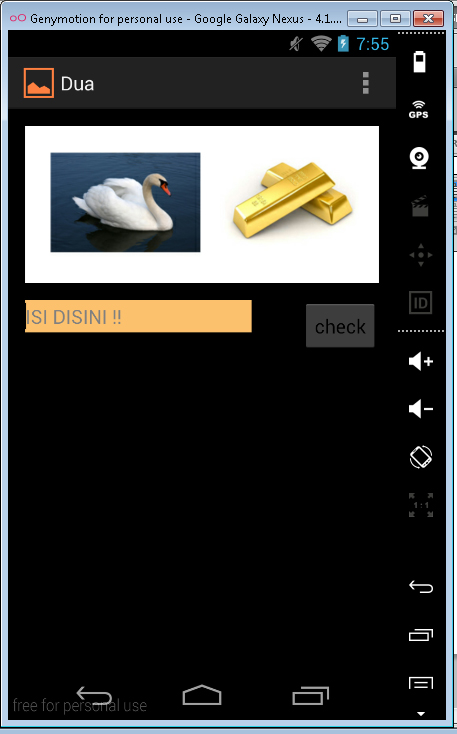 Genymotion for personal use - Google Galaxy Nexus - 4.1....
7:55
Dua
GPS
ID
ISI DISINI !!
check
1:1
free for personal use